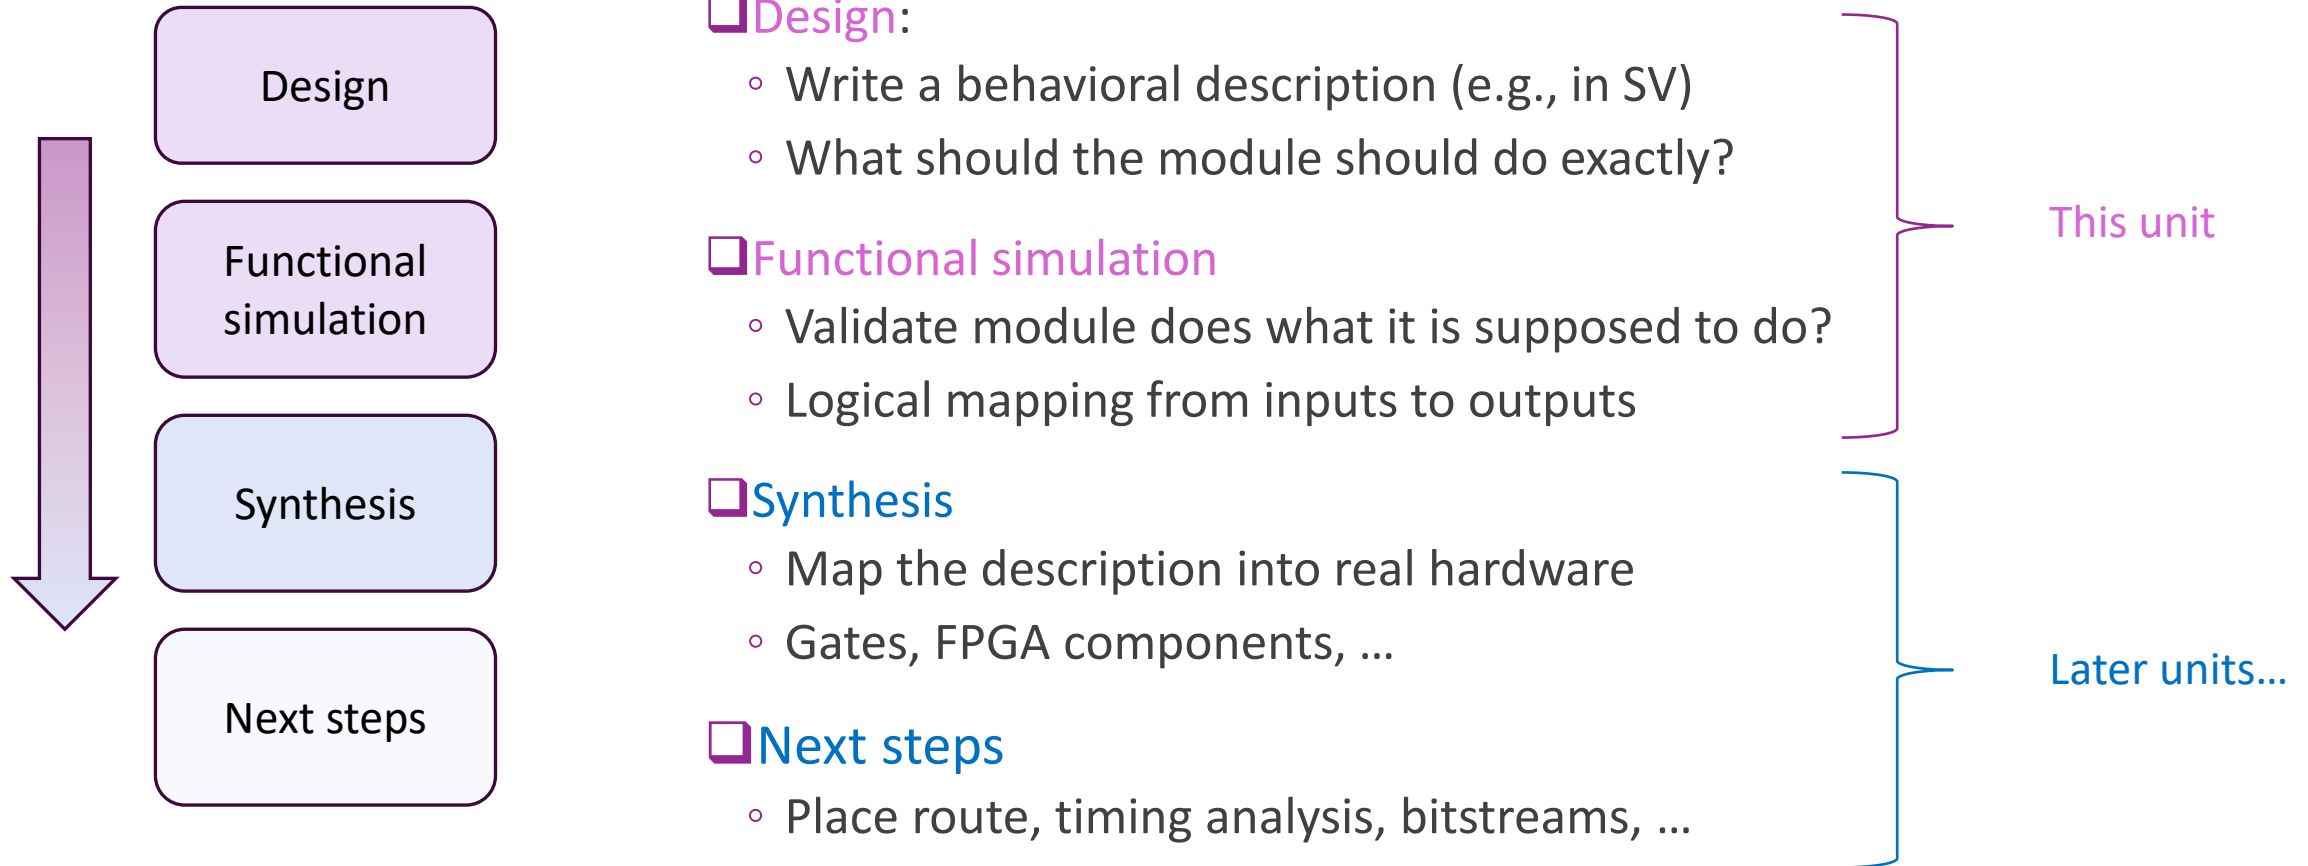 Design
Functional
simulation
Synthesis
Next steps
Design:
Write a behavioral description (e.g., in SV)
What should the module should do exactly?
Functional simulation
Validate module does what it is supposed to do?
Logical mapping from inputs to outputs
Synthesis
Map the description into real hardware
Gates, FPGA components, …
Next steps
Place route, timing analysis, bitstreams, …
This unit
Later units…